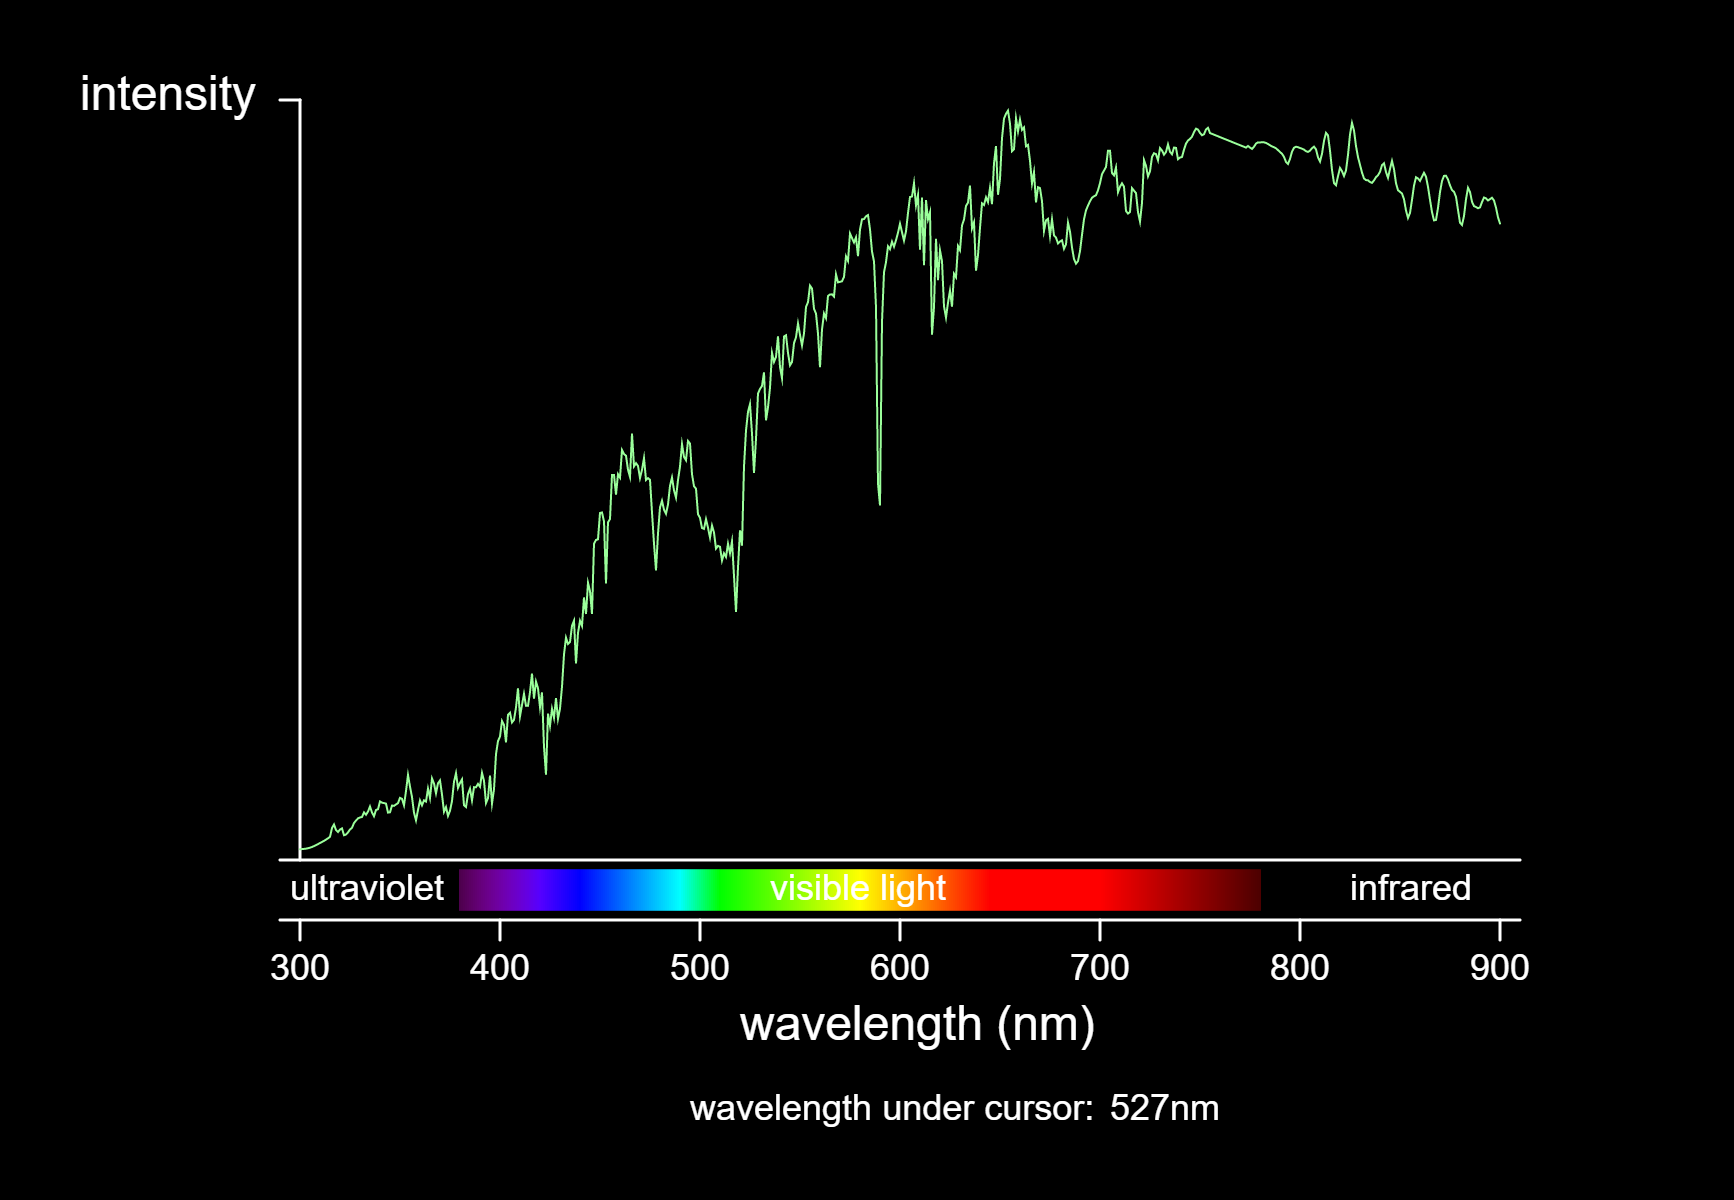 intensity
ultraviolet visible light infrared
300 400 500 600 700 800 900
wavelength (nm)
wavelength under cursor: 527nm